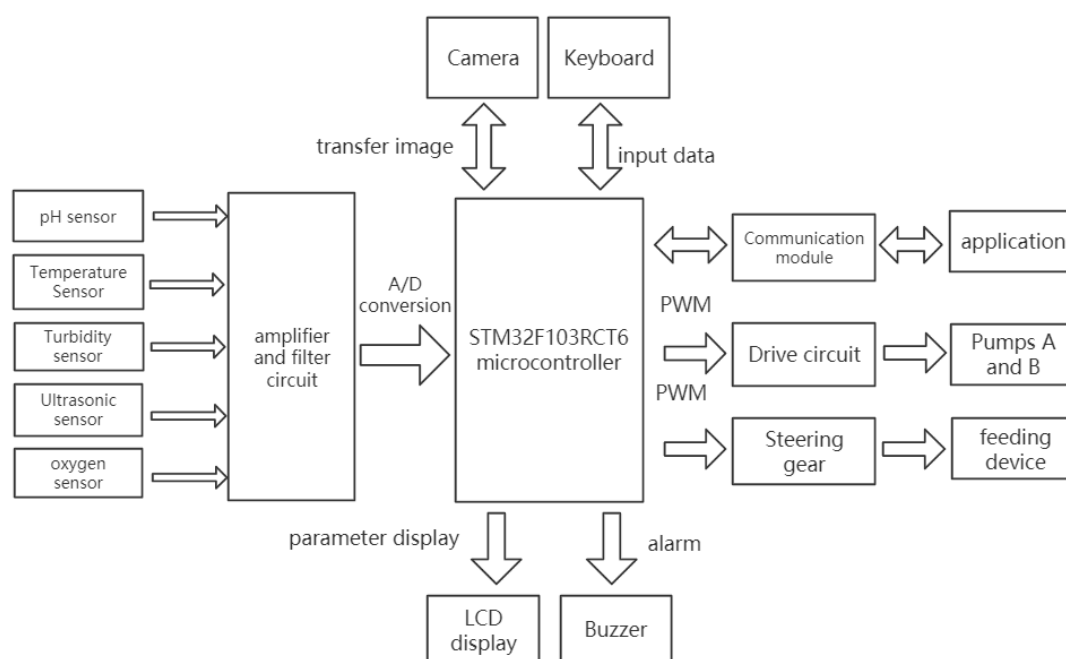 Camera
Keyboard
transfer image
input data
pH sensor
Temperature
Sensor
Turbidity
sensor
Ultrasonic
sensor
oxygen
sensor
amplifier
and filter
circuit
A/D
conversion
STM32F103RCT6
microcontroller
Communication
module
application
PWM
Drive circuit
Pumps A
and B
PWM
Steering
gear
feeding
device
parameter display
alarm
LCD
display
Buzzer